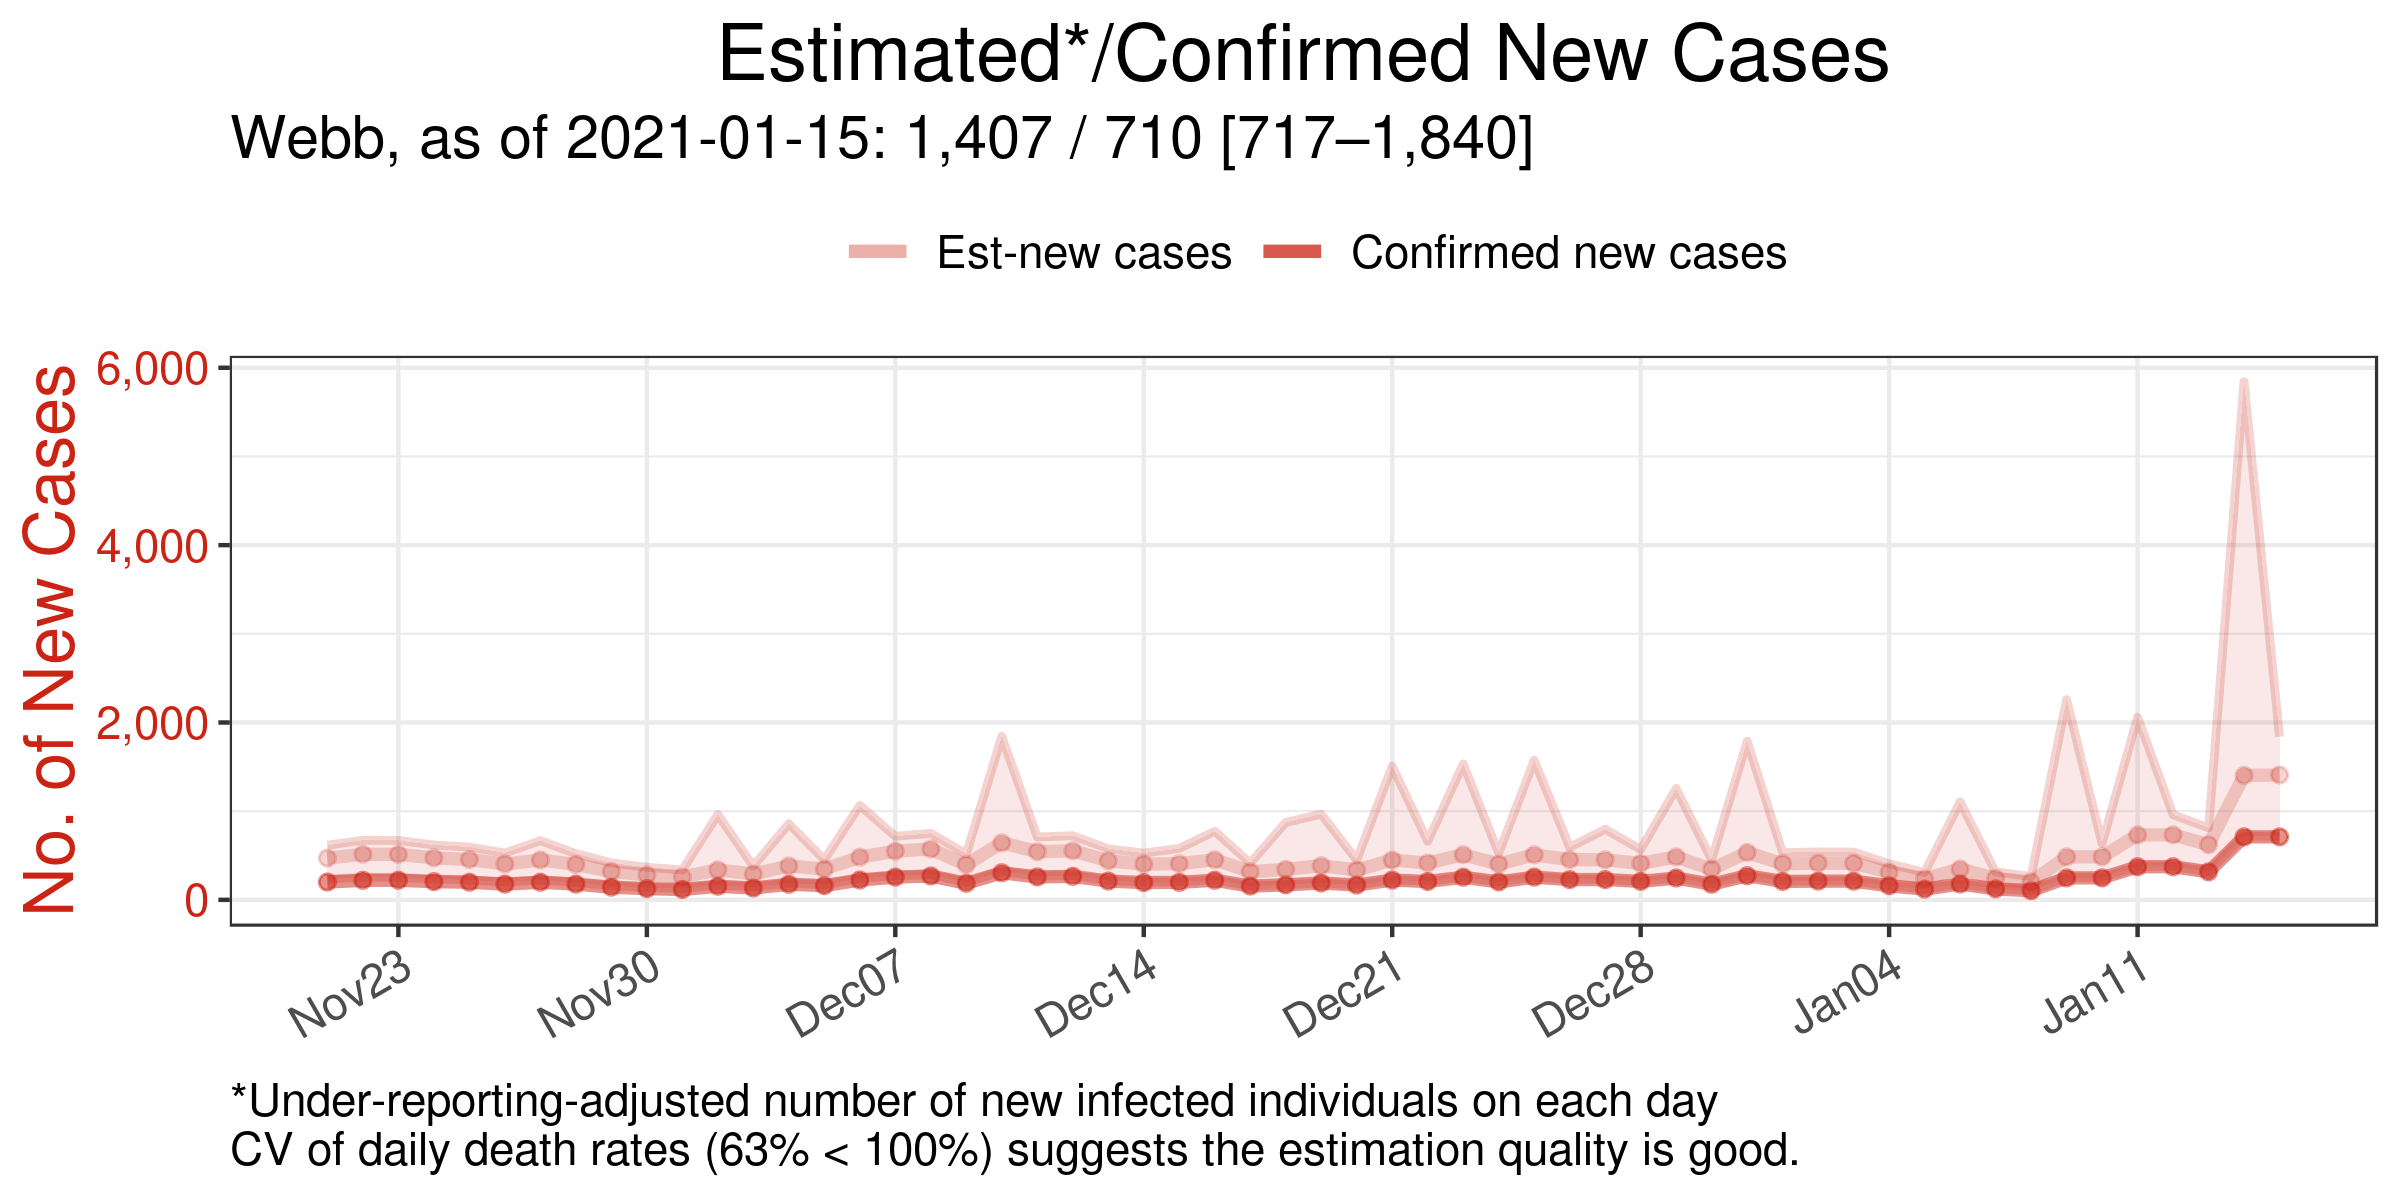 Estimated*/Confirmed New Cases
Webb, as of 2021-01-15: 1,407 / 710 [717–1,840]
Est-new cases Confirmed new cases
No. of New Cases
6,000
4,000
2,000
0
Nov23 Nov30 Dec07 Dec14 Dec21 Dec28 Jan04 Jan11
*Under-reporting-adjusted number of new infected individuals on each day
CV of daily death rates (63% < 100%) suggests the estimation quality is good.